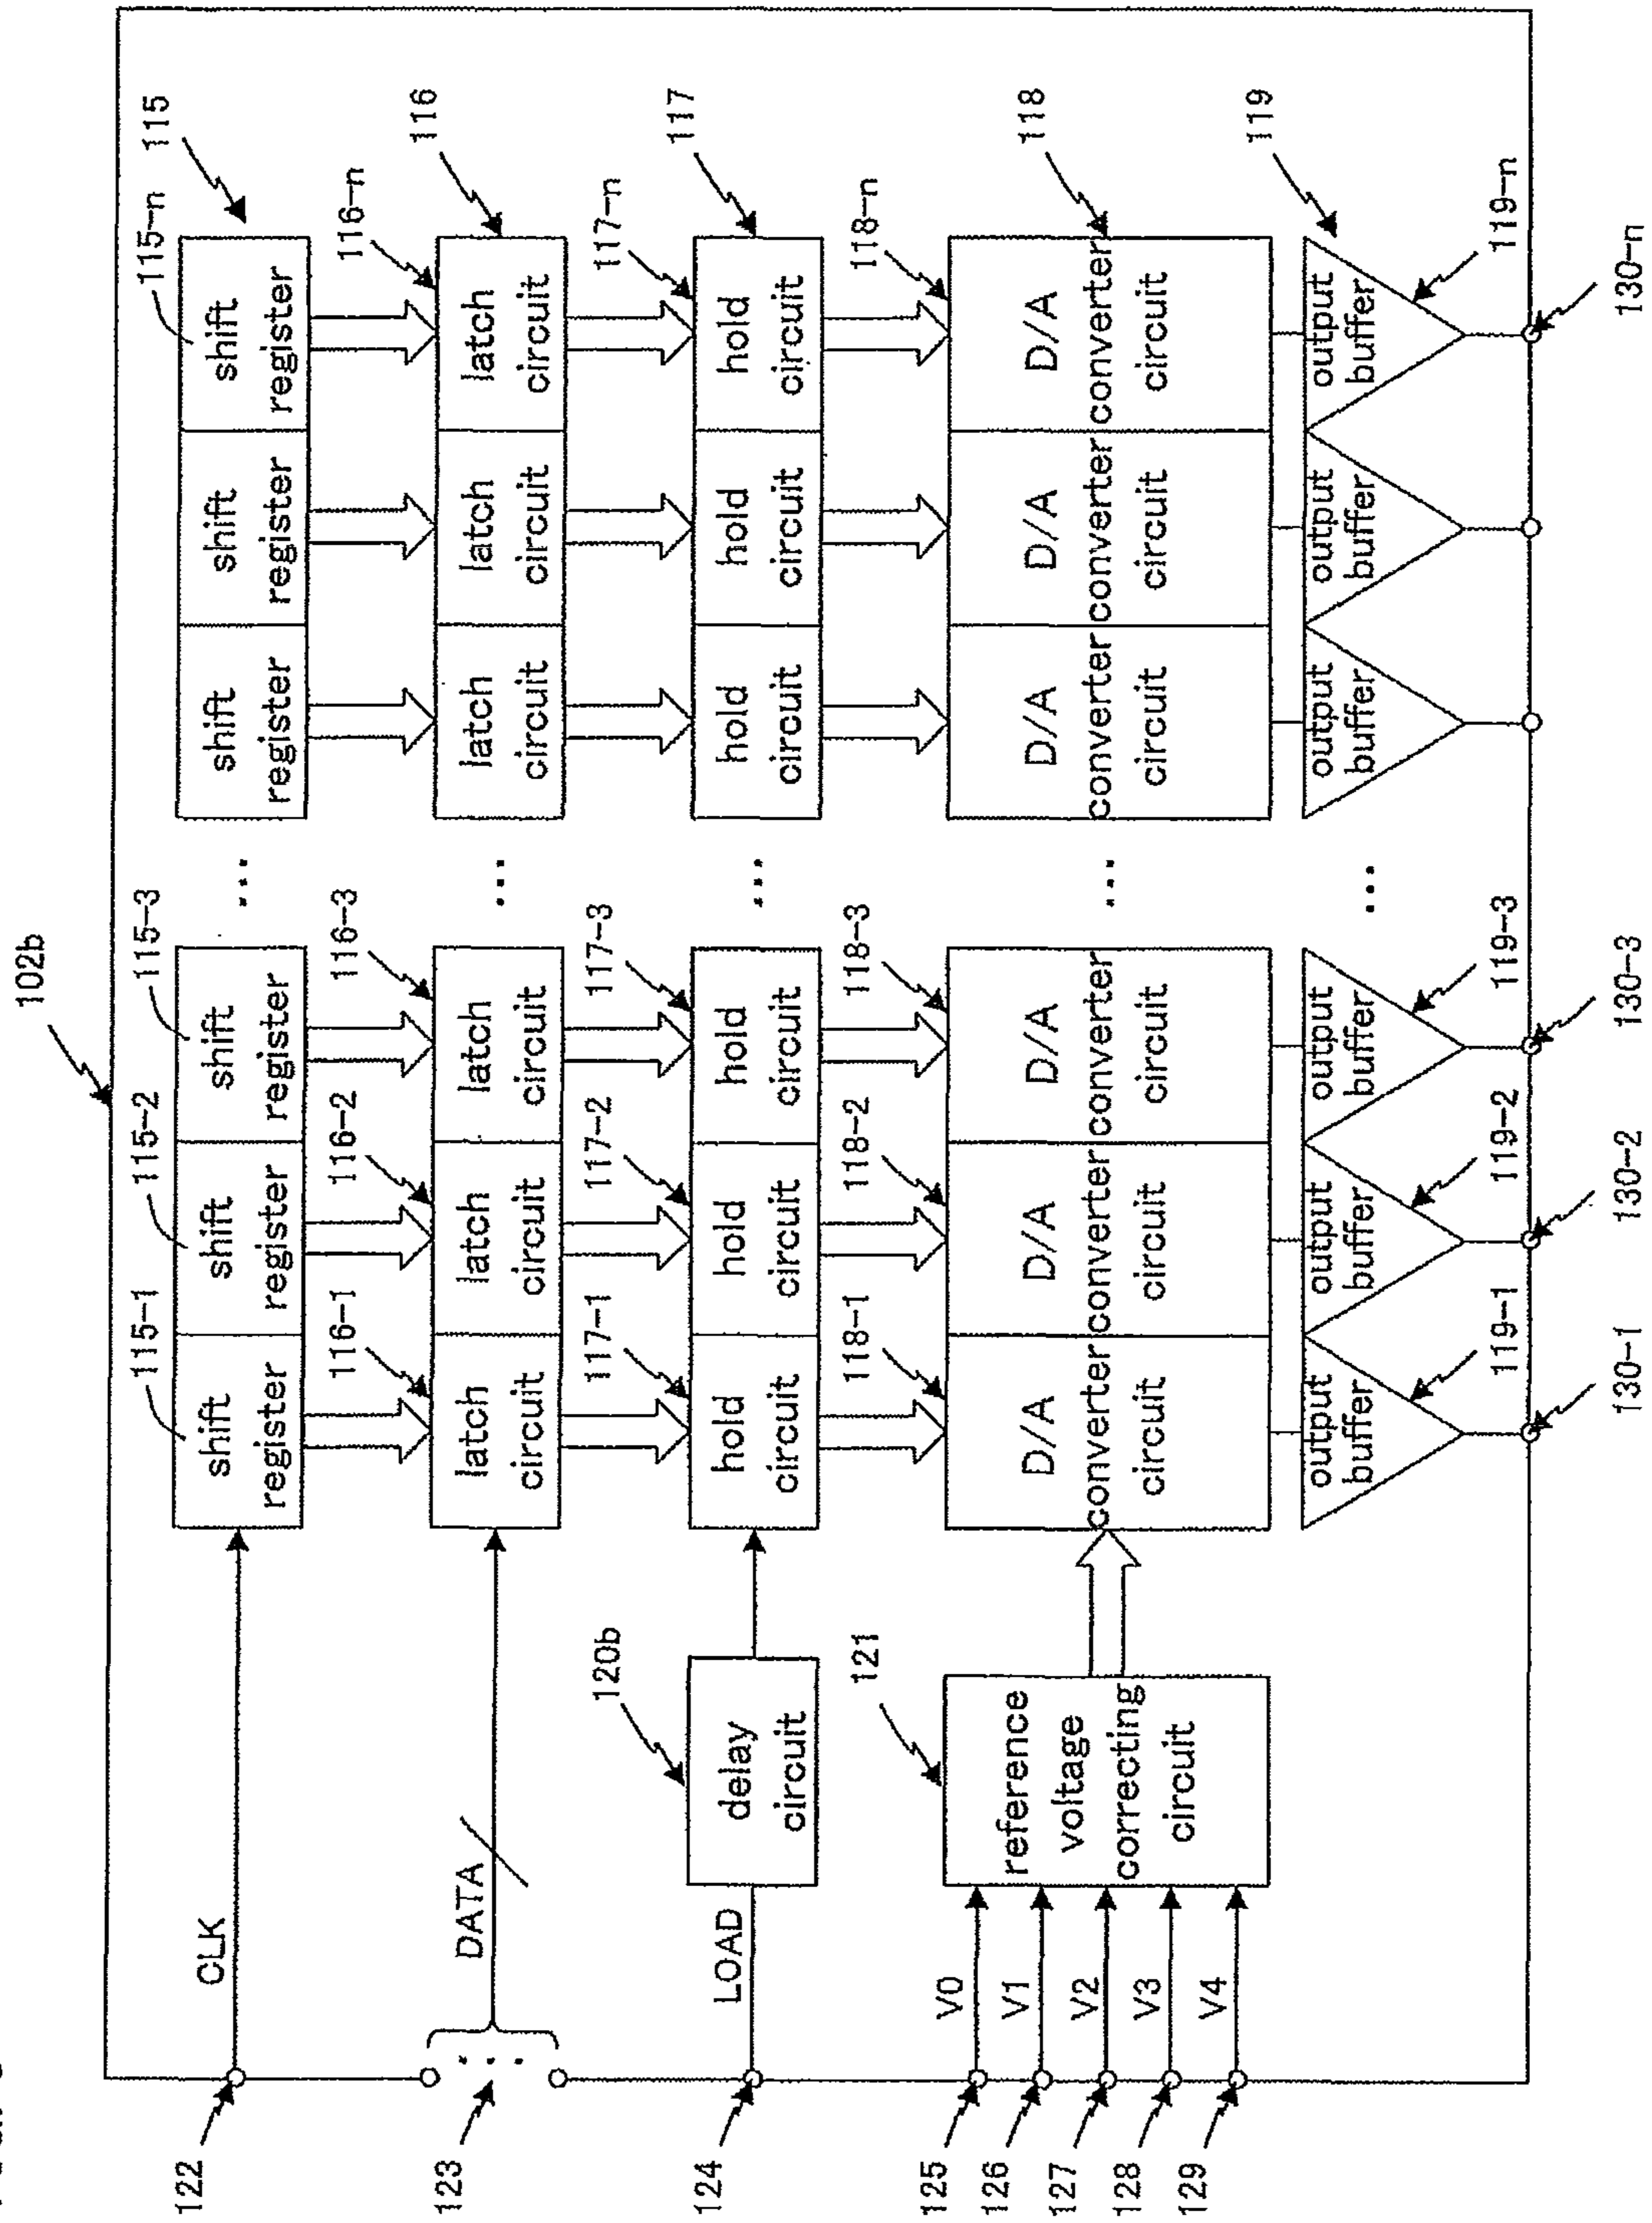 102b
115-1
115-2
115-3
115-n
115
122
CLK
shift
register
shift
register
shift
register
...
shift
register
shift
register
shift
register
116-1
116-2
116-3
116-n
116
123
...
DATA
latch
circuit
latch
circuit
latch
circuit
...
latch
circuit
latch
circuit
latch
circuit
120b
117-1
117-2
117-3
117-n
117
124
LOAD
delay
circuit
hold
circuit
hold
circuit
hold
circuit
...
hold
circuit
hold
circuit
hold
circuit
121
118-1
118-2
118-3
118-n
118
125
V0
126
V1
127
V2
128
V3
129
V4
reference
voltage
correcting
circuit
D/A
converter
circuit
D/A
converter
circuit
D/A
converter
circuit
...
D/A
converter
circuit
D/A
converter
circuit
D/A
converter
circuit
119
output
buffer
output
buffer
output
buffer
...
output
buffer
output
buffer
output
buffer
119-1
119-2
119-3
119-n
130-1
130-2
130-3
130-n